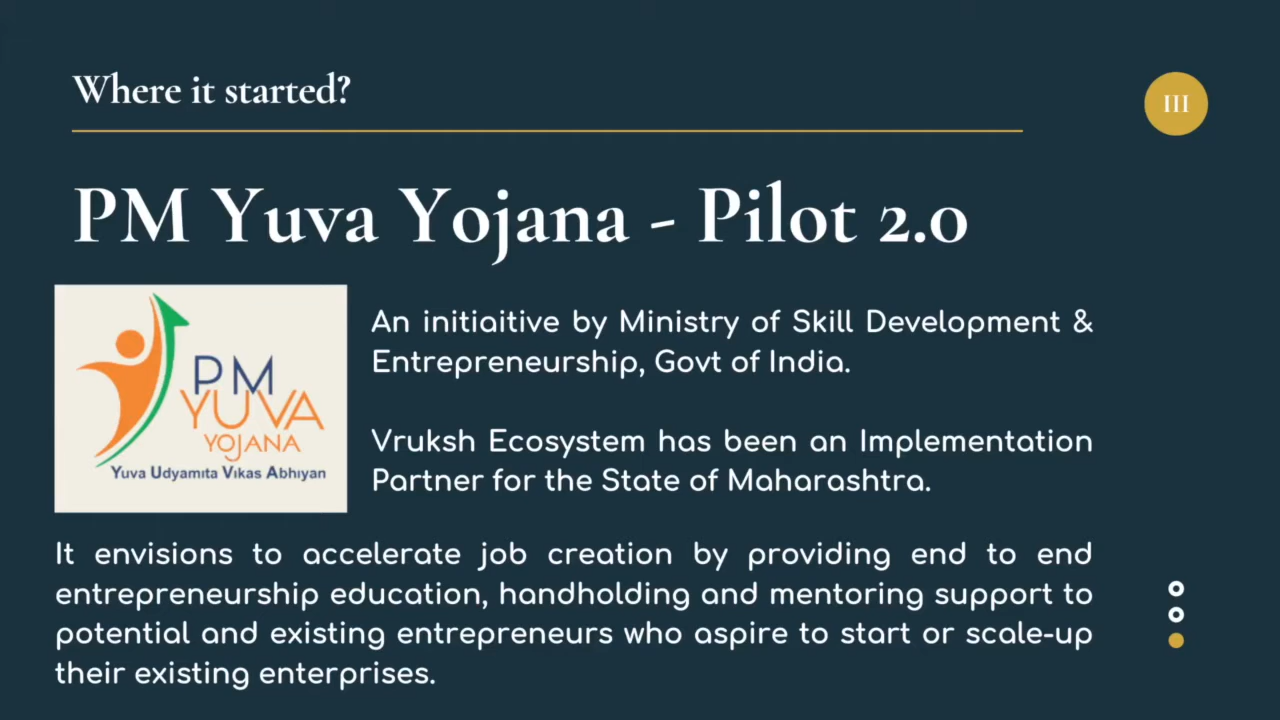 Where it started?
III
PM Yuva Yojana - Pilot 2.0
PM
YUVA
YOJANA
Yuva Udyamita Vikas Abhiyan
An initiaitive by Ministry of Skill Development &
Entrepreneurship, Govt of India.
Vruksh Ecosystem has been an Implementation
Partner for the State of Maharashtra.
It envisions to accelerate job creation by providing end to end
entrepreneurship education, handholding and mentoring support to
potential and existing entrepreneurs who aspire to start or scale-up
their existing enterprises.